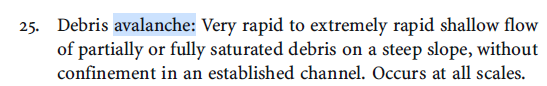 25. Debris avalanche: Very rapid to extremely rapid shallow flow
of partially or fully saturated debris on a steep slope, without
confinement in an established channel. Occurs at all scales.